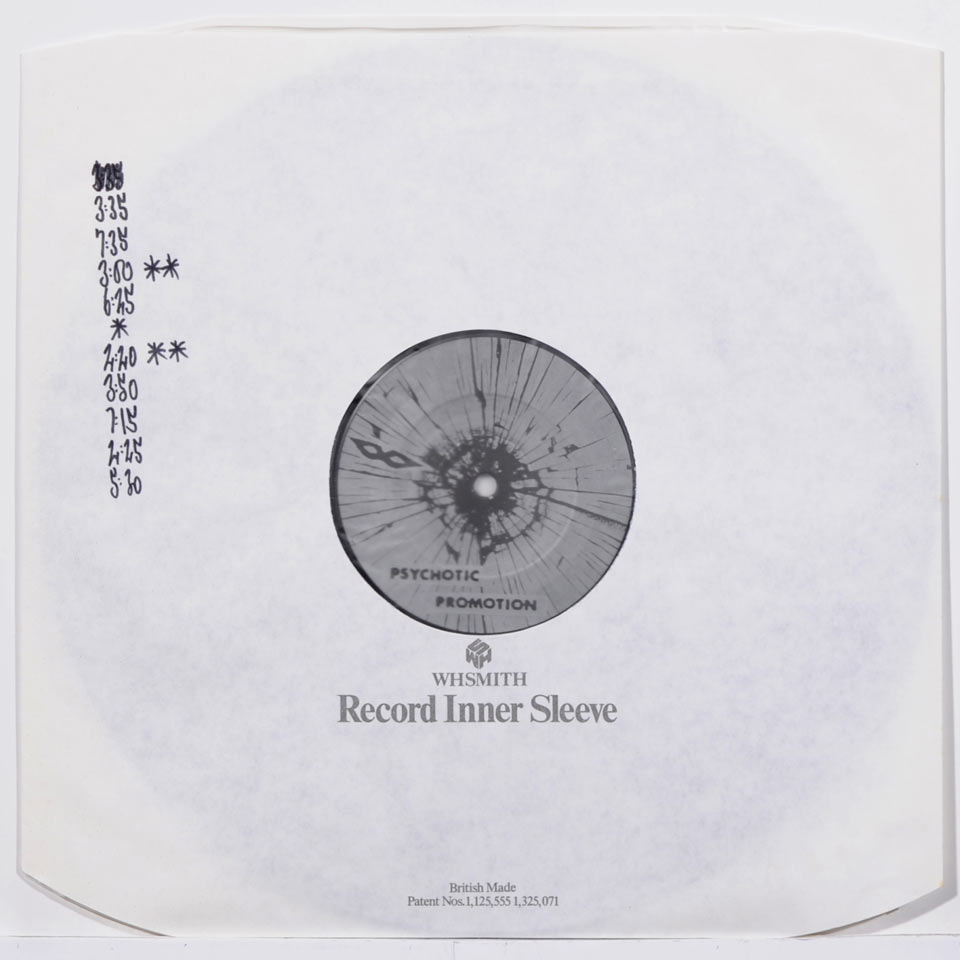 3:35
7:35
3:50 **
6:25
*
2:20 **
3:50
7:15
2:25
5:30
PSYCHOTIC
PROMOTION
WHSMITH
Record Inner Sleeve
British Made
Patent Nos.1,125,555 1,325,071